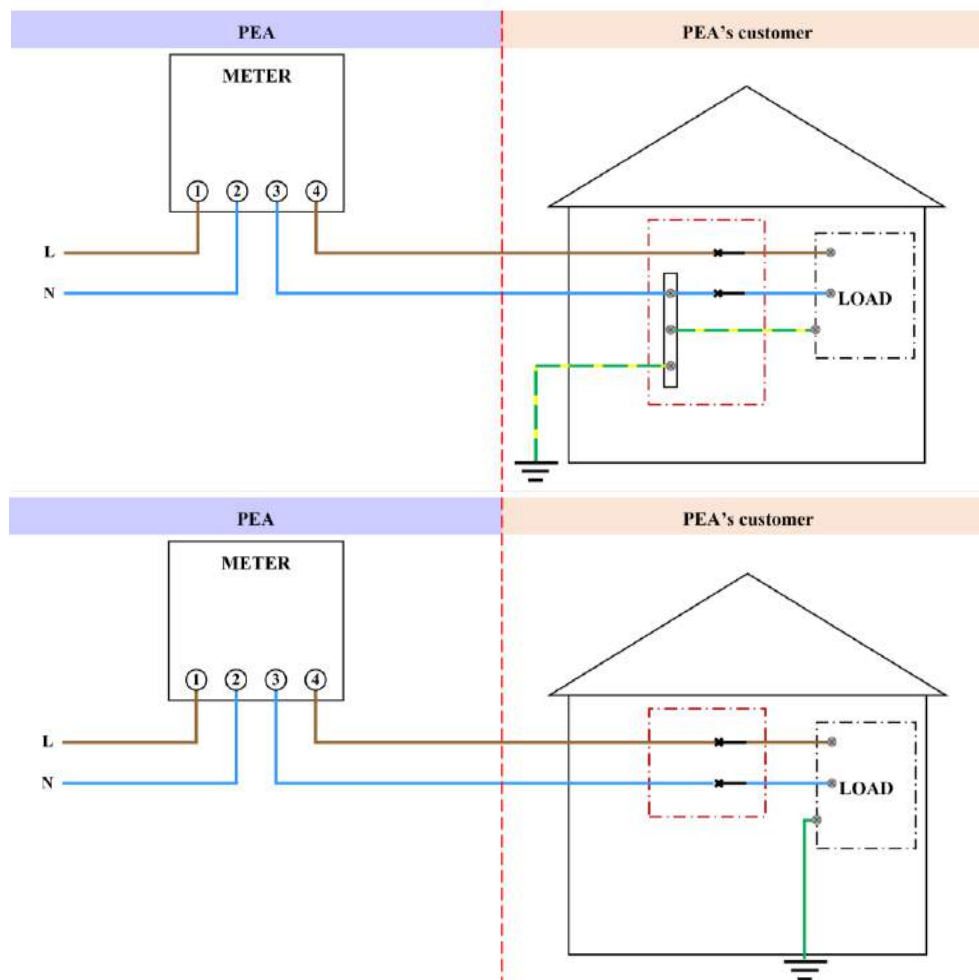 PEA
PEA's customer
METER
1 2 3 4
L
N
LOAD
PEA
PEA's customer
METER
1 2 3 4
L
N
LOAD